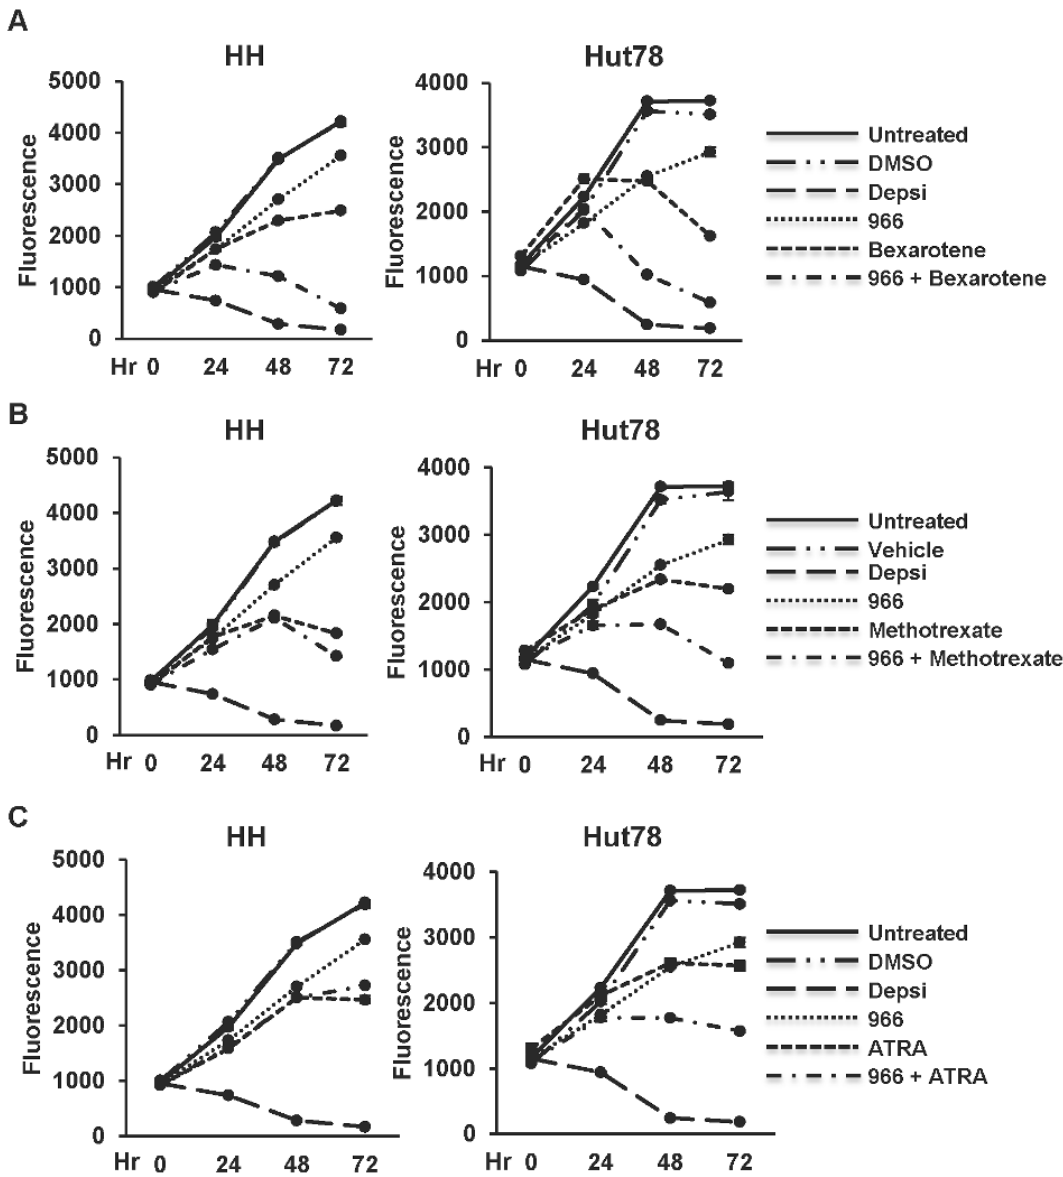 A
HH
Hut78
5000
4000
3000
2000
1000
0
Fluorescence
Hr 0 24 48 72
4000
3000
2000
1000
0
Fluorescence
Hr 0 24 48 72
Untreated
DMSO
Depsi
966
Bexarotene
966 + Bexarotene
B
HH
Hut78
5000
4000
3000
2000
1000
0
Fluorescence
Hr 0 24 48 72
4000
3000
2000
1000
0
Fluorescence
Hr 0 24 48 72
Untreated
Vehicle
Depsi
966
Methotrexate
966 + Methotrexate
C
HH
Hut78
5000
4000
3000
2000
1000
0
Fluorescence
Hr 0 24 48 72
4000
3000
2000
1000
0
Fluorescence
Hr 0 24 48 72
Untreated
DMSO
Depsi
966
ATRA
966 + ATRA